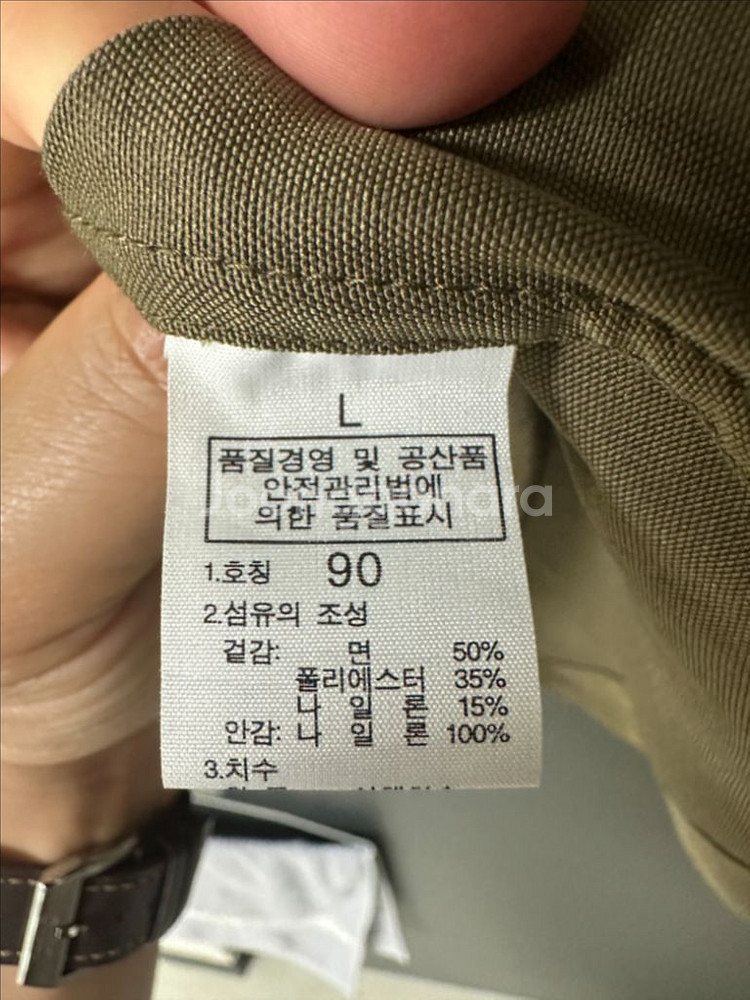 L
품질경영 및 공산품
안전관리법에
의한 품질표시
1.호칭 90
2.섬유의 조성
겉감: 면 50%
폴리에스터 35%
나 일 론 15%
안감: 나 일 론 100%
3.치수